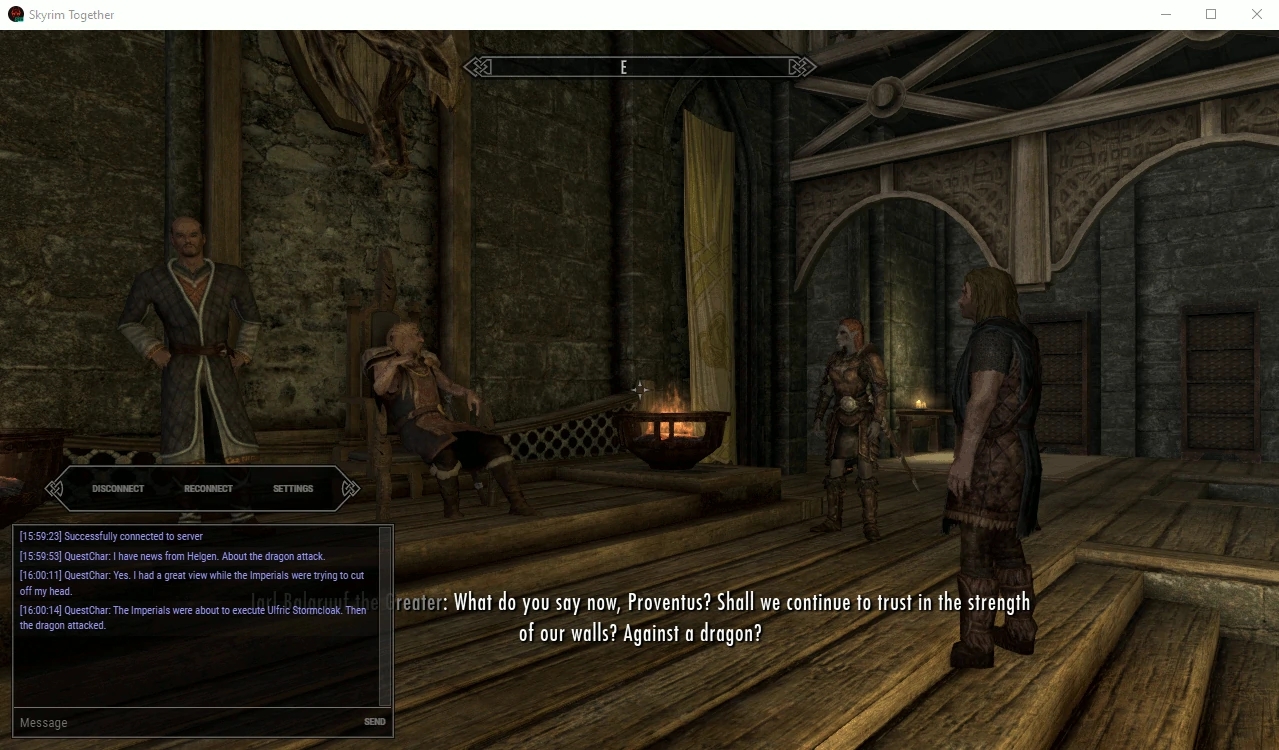 Skyrim Together
E
DISCONNECT RECONNECT SETTINGS
[15:59:23] Successfully connected to server
[15:59:53] QuestChar: I have news from Helgen. About the dragon attack.
[16:00:11] QuestChar: Yes. I had a great view while the Imperials were trying to cut
off my head.
[16:00:14] QuestChar: The Imperials were about to execute Ulfric Stormcloak. Then
the dragon attacked.
Jarl Balgruuf the Greater: What do you say now, Proventus? Shall we continue to trust in the strength
of our walls? Against a dragon?
Message SEND